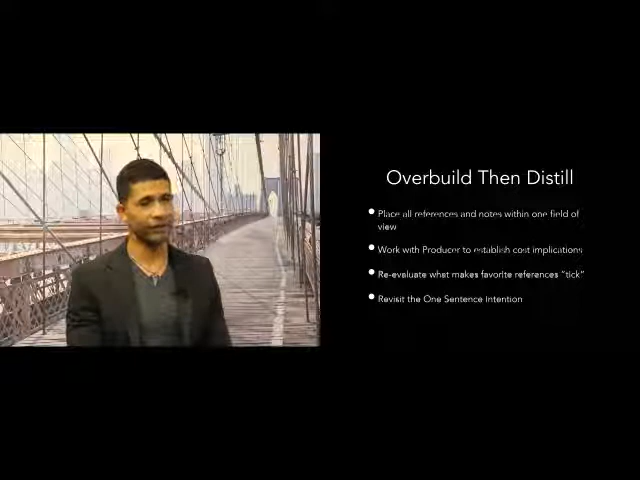 Overbuild Then Distill
Place all references and notes within one field of
view
Work with Producer to establish cost implications
Re-evaluate what makes favorite references "tick"
Revisit the One Sentence Intention